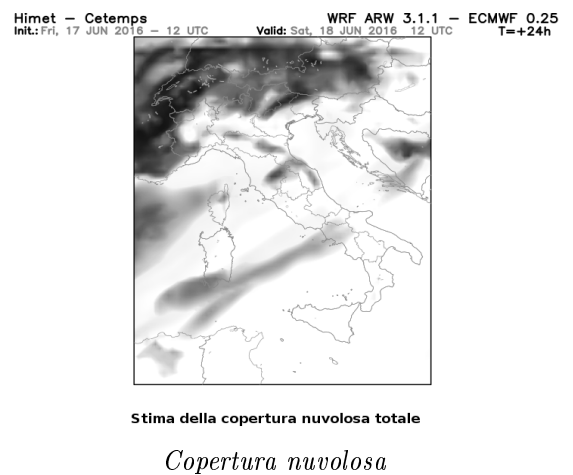 Himet – Cetemps WRF ARW 3.1.1 – ECMWF 0.25
Init.: Fri, 17 JUN 2016 – 12 UTC Valid: Sat, 18 JUN 2016 12 UTC T=+24h
Stima della copertura nuvolosa totale
Copertura nuvolosa